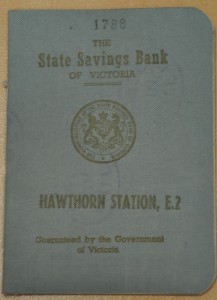 1788
THE
State Savings Bank
OF VICTORIA
HAWTHORN STATION, E.2
Guaranteed by the Government
of Victoria